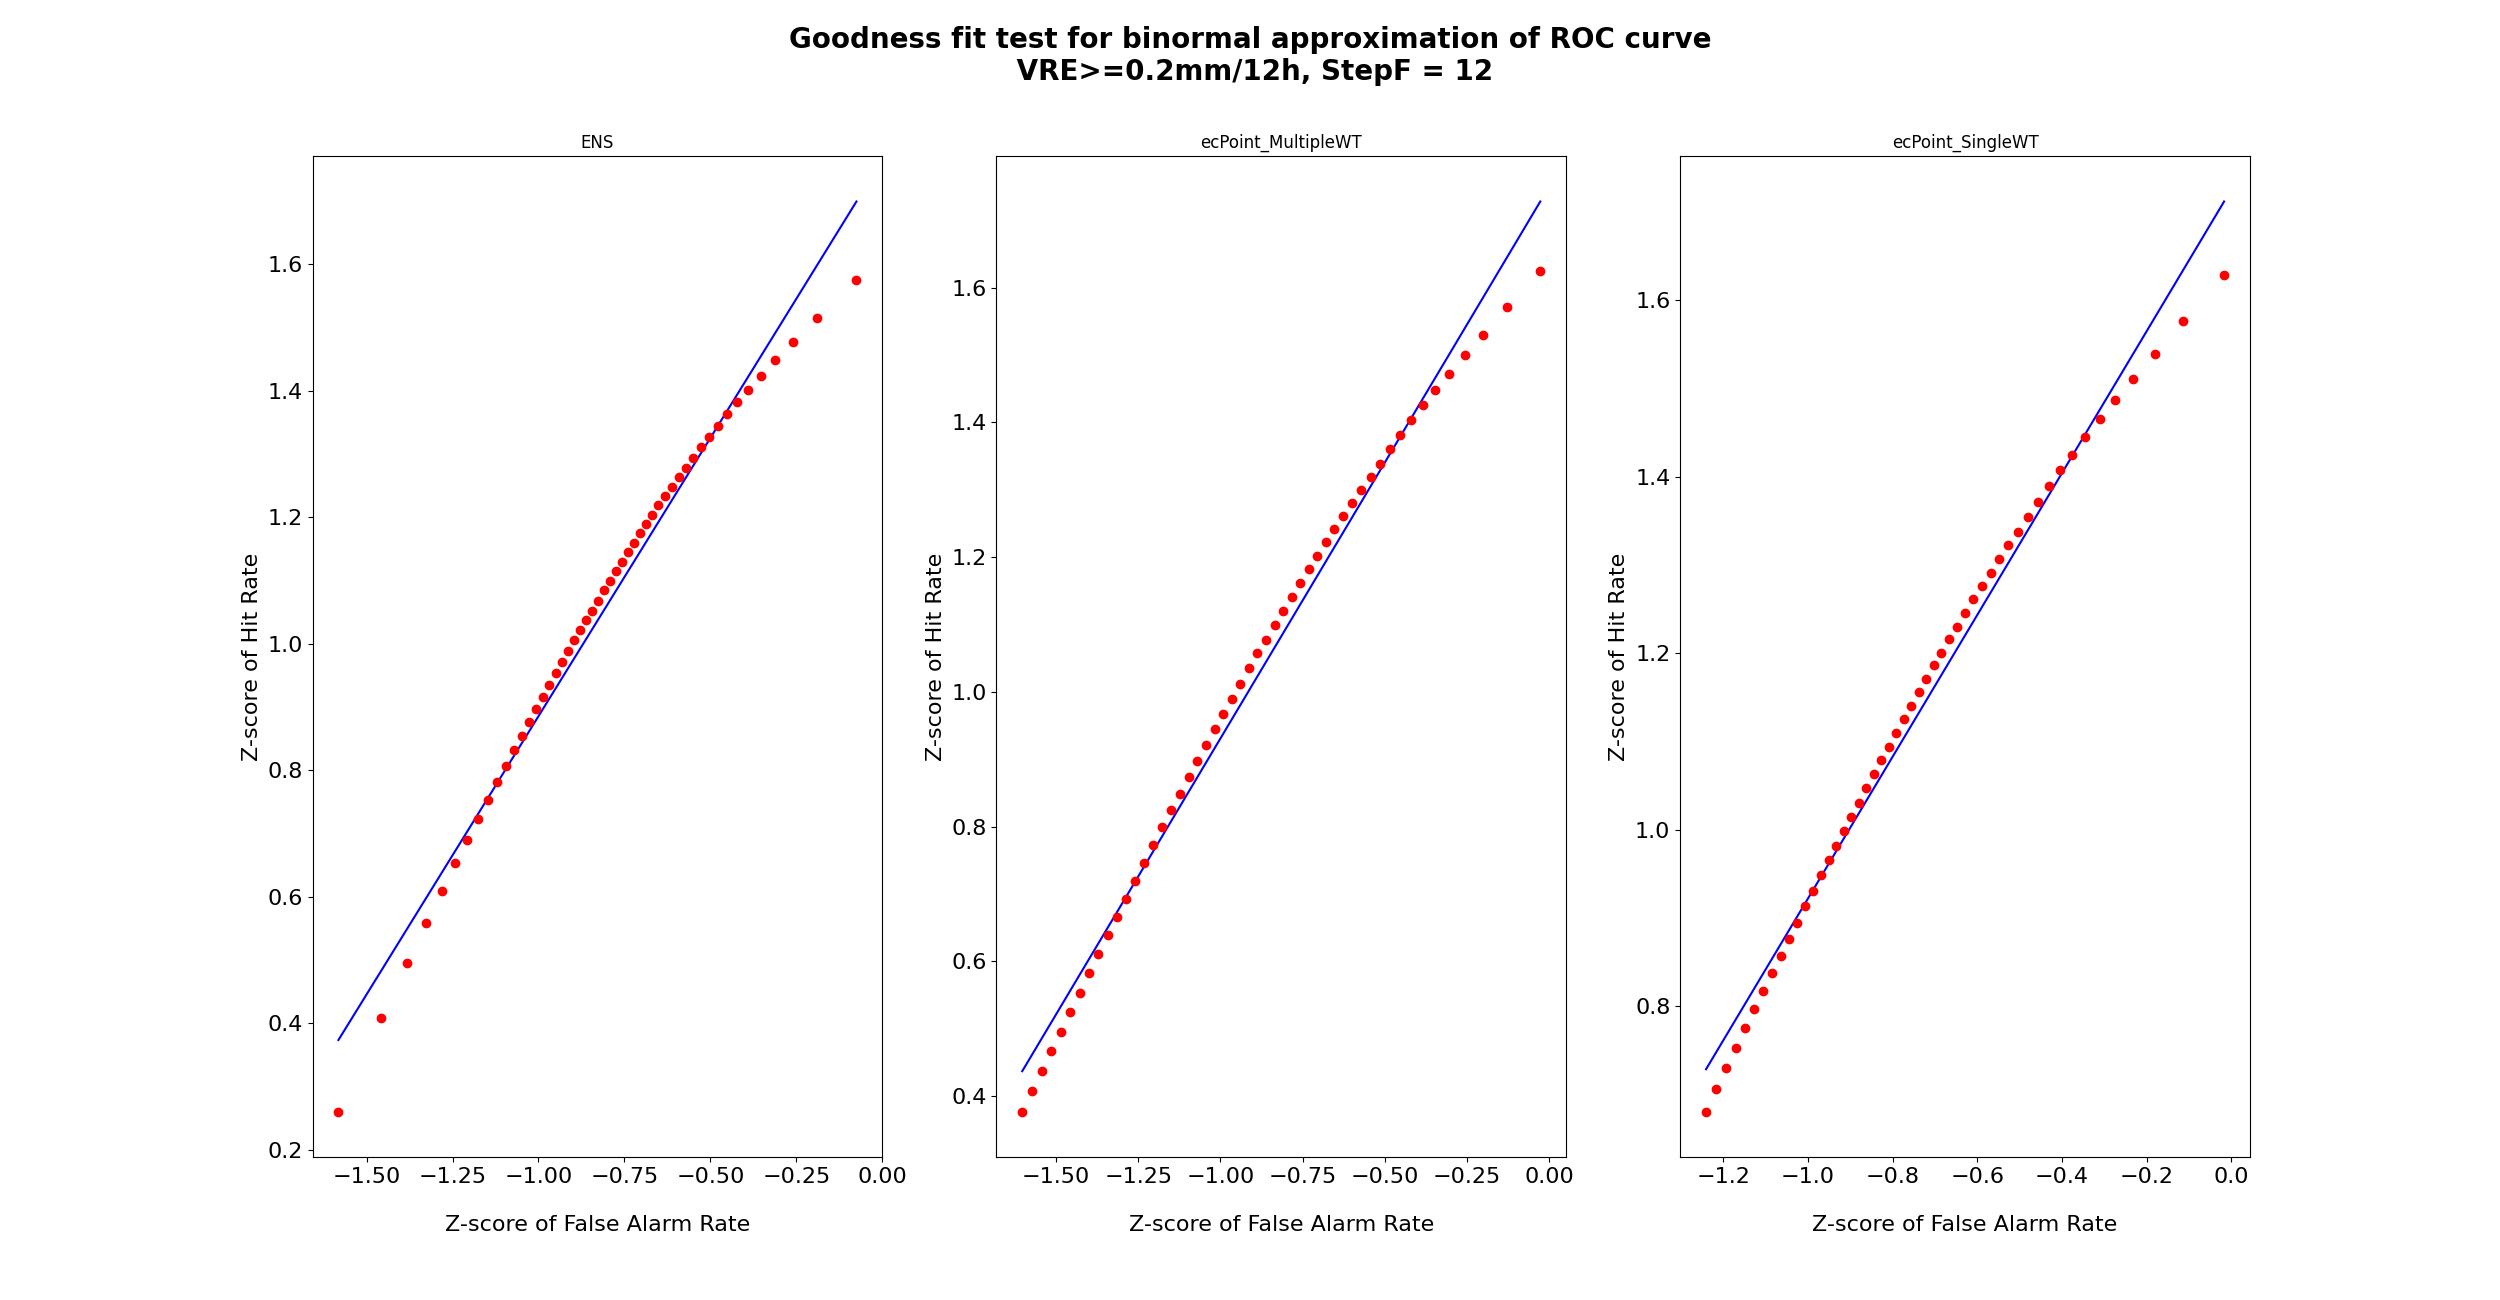 Goodness fit test for binormal approximation of ROC curve
VRE>=0.2mm/12h, StepF = 12
ENS
1.6
1.4
1.2
1.0
0.8
0.6
0.4
0.2
Z-score of Hit Rate
−1.50 −1.25 −1.00 −0.75 −0.50 −0.25 0.00
Z-score of False Alarm Rate
ecPoint_MultipleWT
1.6
1.4
1.2
1.0
0.8
0.6
0.4
Z-score of Hit Rate
−1.50 −1.25 −1.00 −0.75 −0.50 −0.25 0.00
Z-score of False Alarm Rate
ecPoint_SingleWT
1.6
1.4
1.2
1.0
0.8
Z-score of Hit Rate
−1.2 −1.0 −0.8 −0.6 −0.4 −0.2 0.0
Z-score of False Alarm Rate